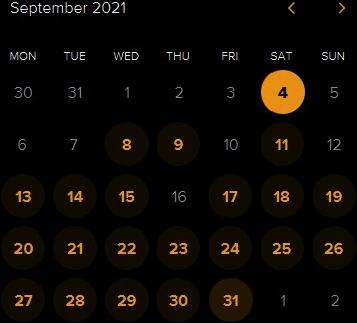 September 2021
MON TUE WED THU FRI SAT SUN
30 31 1 2 3 4 5
6 7 8 9 10 11 12
13 14 15 16 17 18 19
20 21 22 23 24 25 26
27 28 29 30 31 1 2